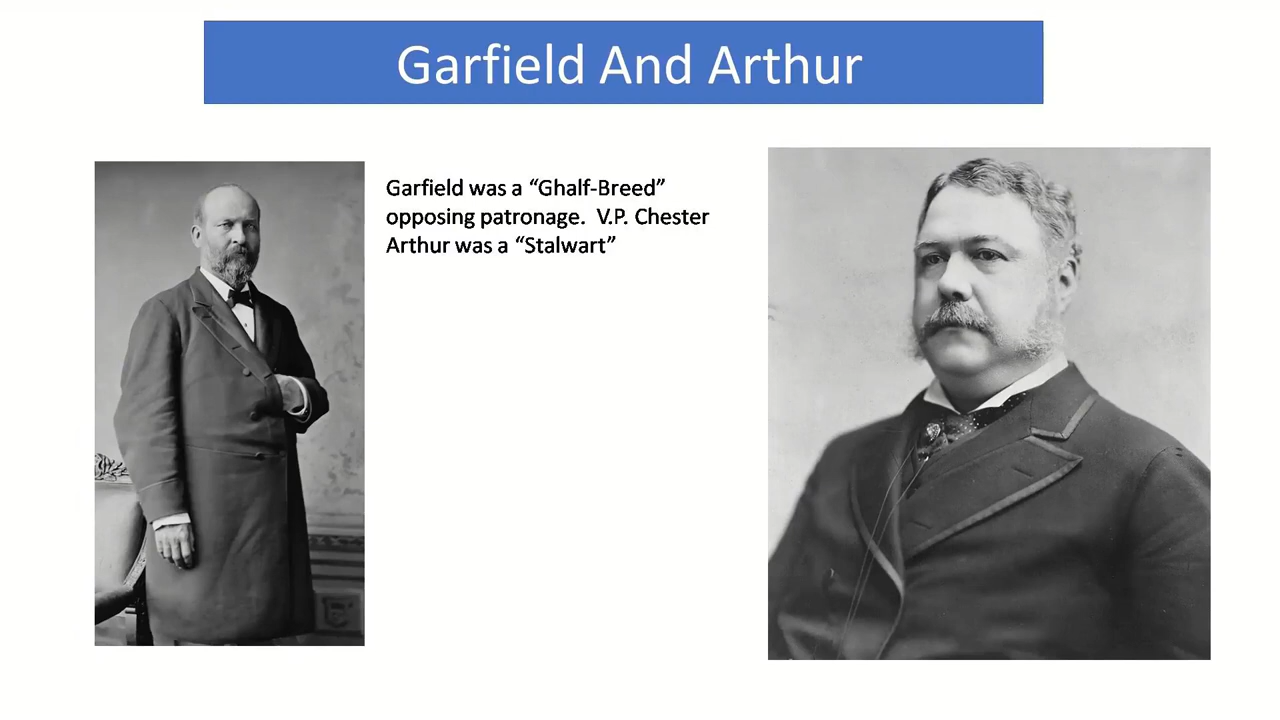 Garfield And Arthur
Garfield was a “Ghalf-Breed”
opposing patronage.  V.P. Chester
Arthur was a “Stalwart”